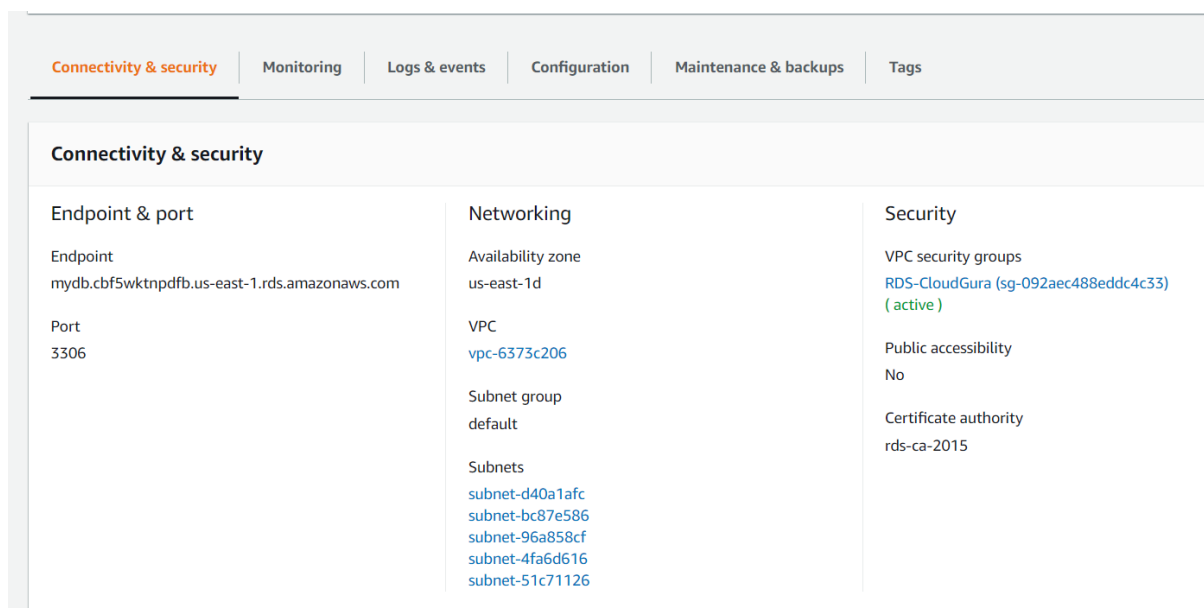 Connectivity & security
Monitoring
Logs & events
Configuration
Maintenance & backups
Tags
Connectivity & security
Endpoint & port
Endpoint
mydb.cbf5wktnpdfb.us-east-1.rds.amazonaws.com
Port
3306
Networking
Availability zone
us-east-1d
VPC
vpc-6373c206
Subnet group
default
Subnets
subnet-d40a1afc
subnet-bc87e586
subnet-96a858cf
subnet-4fa6d616
subnet-51c71126
Security
VPC security groups
RDS-CloudGura (sg-092aec488eddc4c33)
( active )
Public accessibility
No
Certificate authority
rds-ca-2015